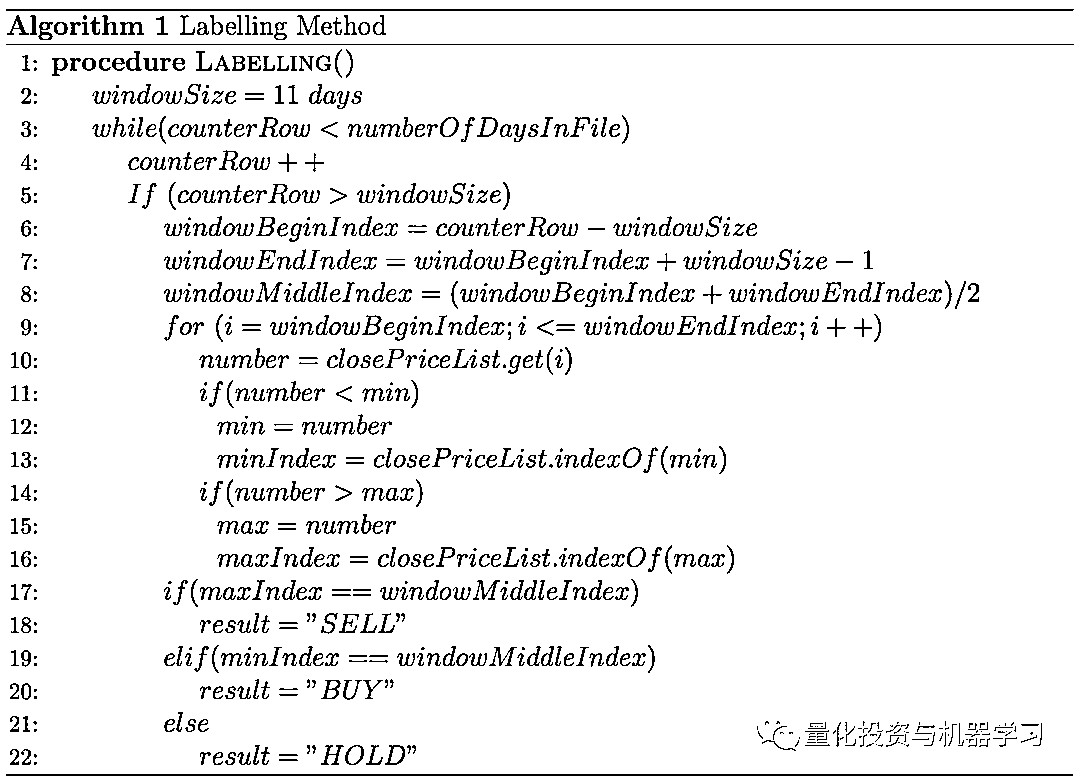 Algorithm 1 Labelling Method
1: procedure LABELLING()
2: windowSize = 11 days
3: while(counterRow < numberOfDaysInFile)
4: counterRow + +
5: If (counterRow > windowSize)
6: windowBeginIndex = counterRow − windowSize
7: windowEndIndex = windowBeginIndex + windowSize − 1
8: windowMiddleIndex = (windowBeginIndex + windowEndIndex)/2
9: for (i = windowBeginIndex; i <= windowEndIndex; i + +)
10: number = closePriceList.get(i)
11: if(number < min)
12: min = number
13: minIndex = closePriceList.indexOf(min)
14: if(number > max)
15: max = number
16: maxIndex = closePriceList.indexOf(max)
17: if(maxIndex == windowMiddleIndex)
18: result = "SELL"
19: elif(minIndex == windowMiddleIndex)
20: result = "BUY"
21: else
22: result = "HOLD"
量化投资与机器学习